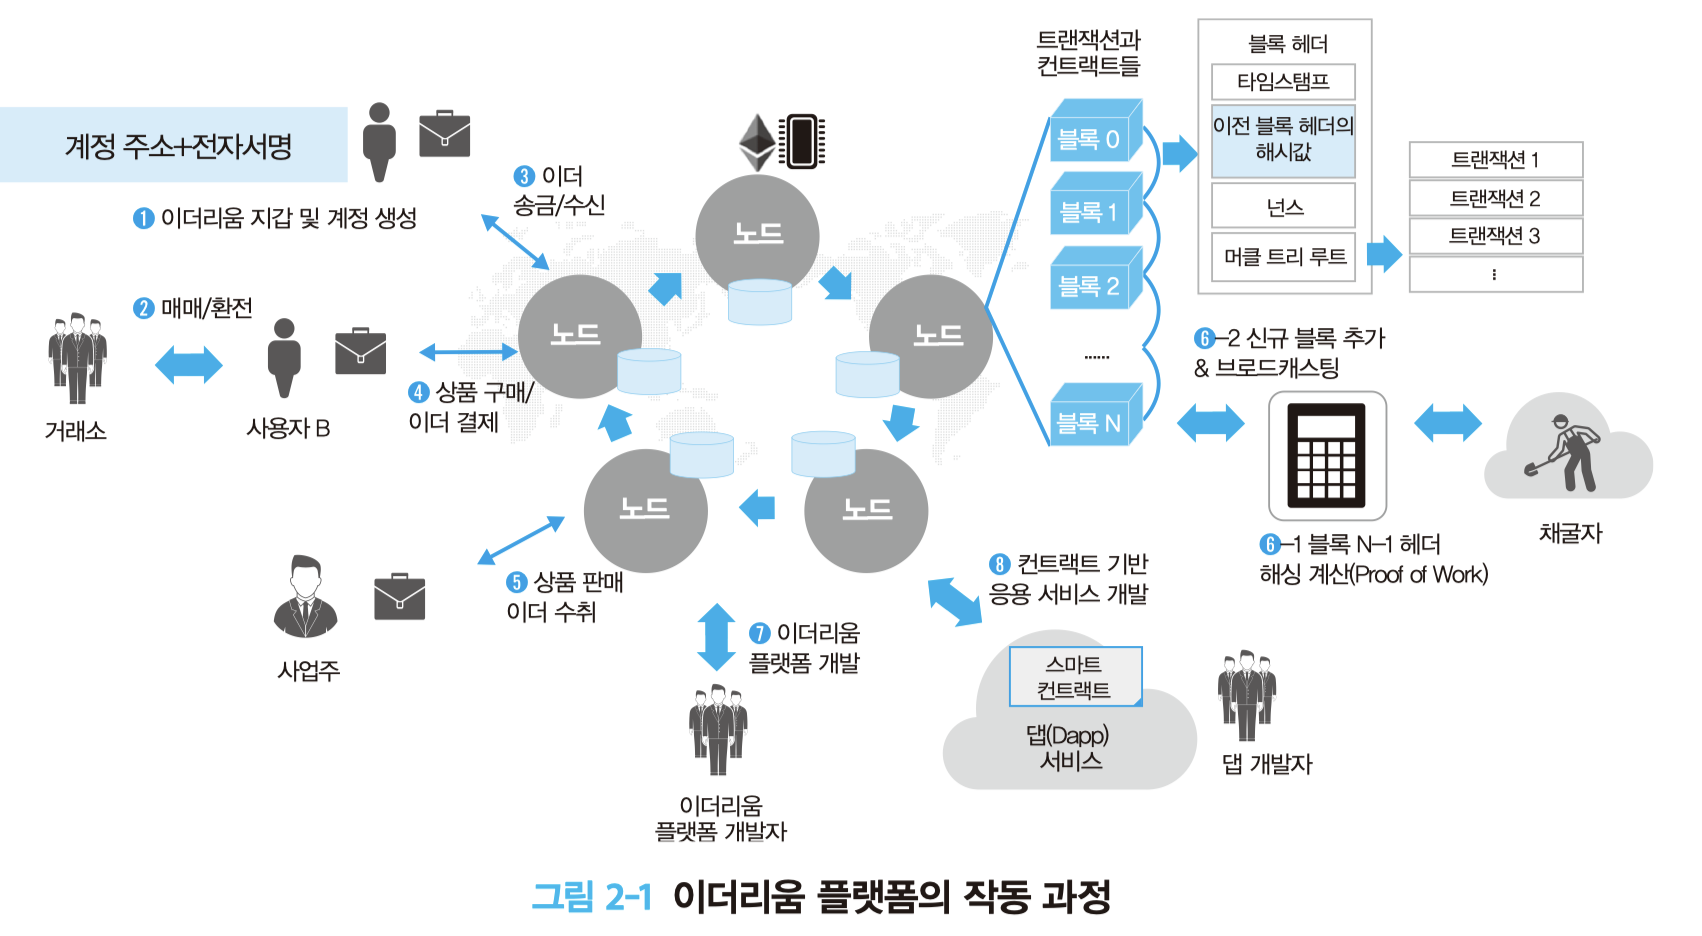 계정 주소+전자서명
❶ 이더리움 지갑 및 계정 생성
❷ 매매/환전
거래소
사용자 B
❸ 이더
송금/수신
❹ 상품 구매/
이더 결제
사업주
❺ 상품 판매
이더 수취
노드
노드
노드
노드
노드
❼ 이더리움
플랫폼 개발
이더리움
플랫폼 개발자
❽ 컨트랙트 기반
응용 서비스 개발
스마트
컨트랙트
댑(Dapp)
서비스
댑 개발자
트랜잭션과
컨트랙트들
블록 0
블록 1
블록 2
......
블록 N
블록 헤더
타임스탬프
이전 블록 헤더의
해시값
넌스
머클 트리 루트
트랜잭션 1
트랜잭션 2
트랜잭션 3
⋮
❻-2 신규 블록 추가
& 브로드캐스팅
❻-1 블록 N-1 헤더
해싱 계산(Proof of Work)
채굴자
그림 2-1 이더리움 플랫폼의 작동 과정